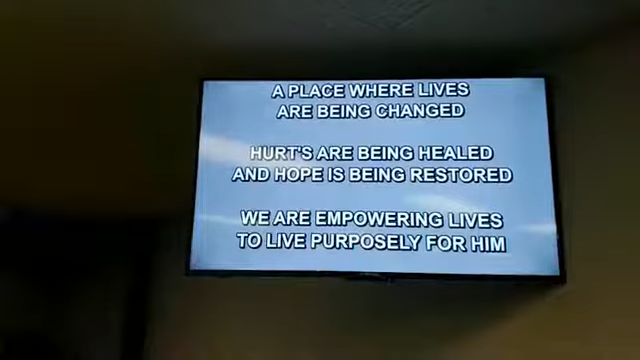 A PLACE WHERE LIVES
ARE BEING CHANGED
HURT'S ARE BEING HEALED
AND HOPE IS BEING RESTORED
WE ARE EMPOWERING LIVES
TO LIVE PURPOSELY FOR HIM